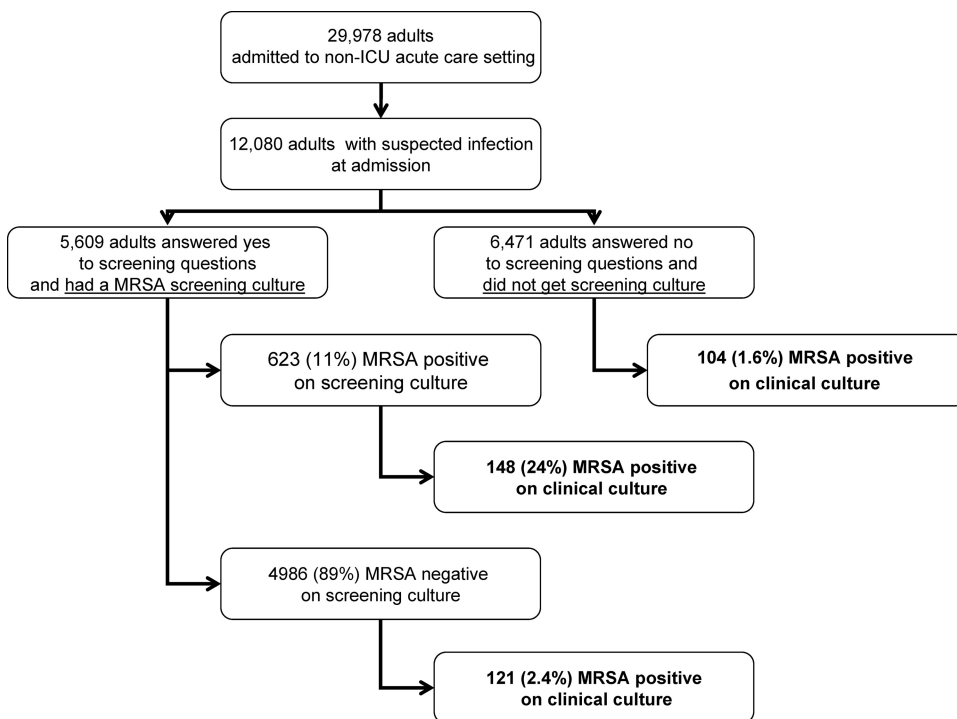 29,978 adults
admitted to non-ICU acute care setting
12,080 adults with suspected infection
at admission
5,609 adults answered yes
to screening questions
and had a MRSA screening culture
6,471 adults answered no
to screening questions and
did not get screening culture
623 (11%) MRSA positive
on screening culture
104 (1.6%) MRSA positive
on clinical culture
148 (24%) MRSA positive
on clinical culture
4986 (89%) MRSA negative
on screening culture
121 (2.4%) MRSA positive
on clinical culture